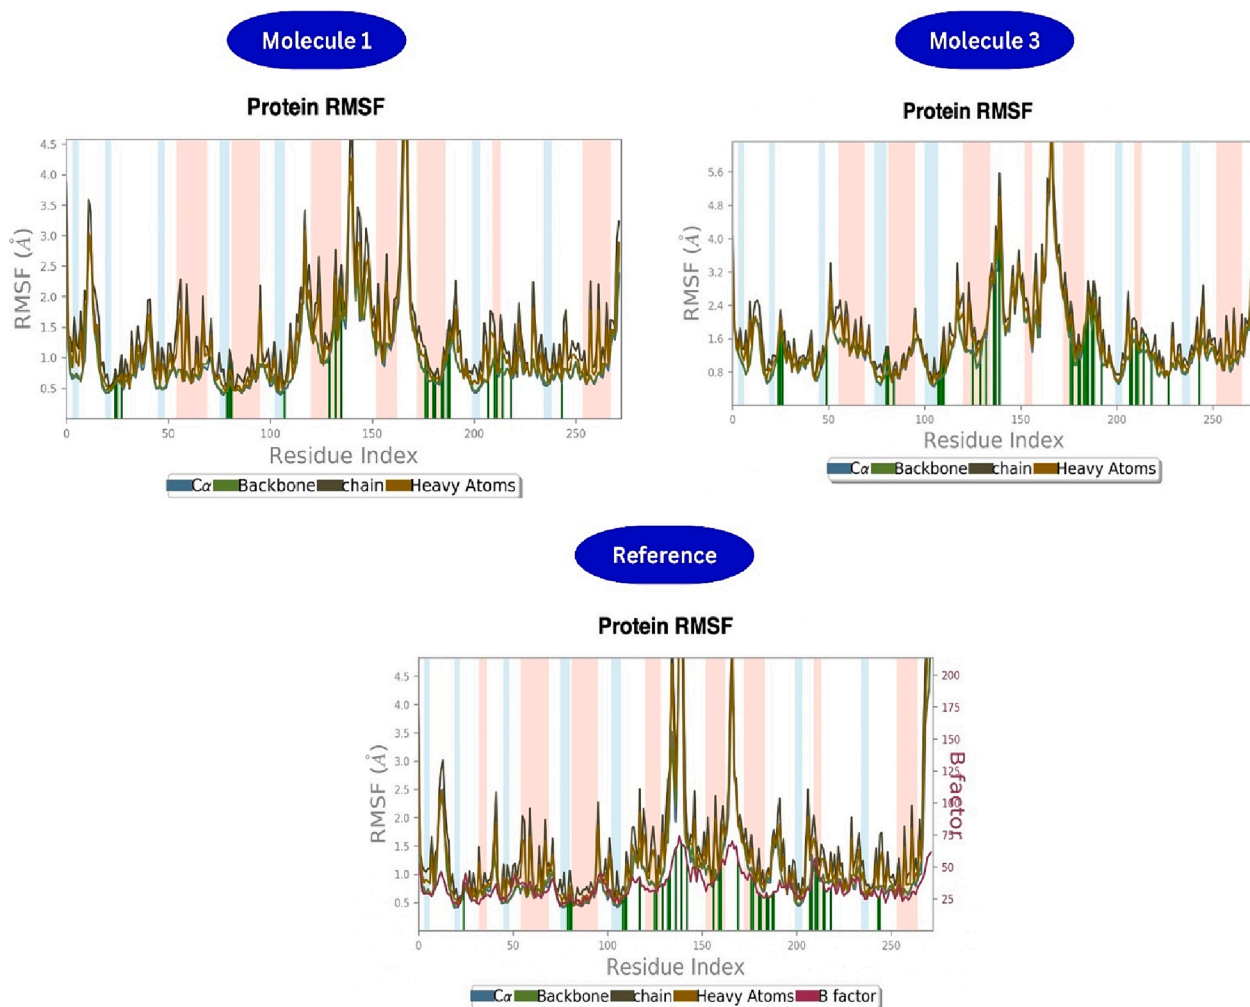 Molecule 1
Protein RMSF
4.5
4.0
3.5
3.0
2.5
2.0
1.5
1.0
0.5
RMSF (Å)
0 50 100 150 200 250
Residue Index
Cα Backbone chain Heavy Atoms
Molecule 3
Protein RMSF
5.6
4.8
4.0
3.2
2.4
1.6
0.8
RMSF (Å)
0 50 100 150 200 250
Residue Index
Cα Backbone chain Heavy Atoms
Reference
Protein RMSF
4.5
4.0
3.5
3.0
2.5
2.0
1.5
1.0
0.5
RMSF (Å)
200
175
150
125
100
75
50
25
B factor
0 50 100 150 200 250
Residue Index
Cα Backbone chain Heavy Atoms B factor